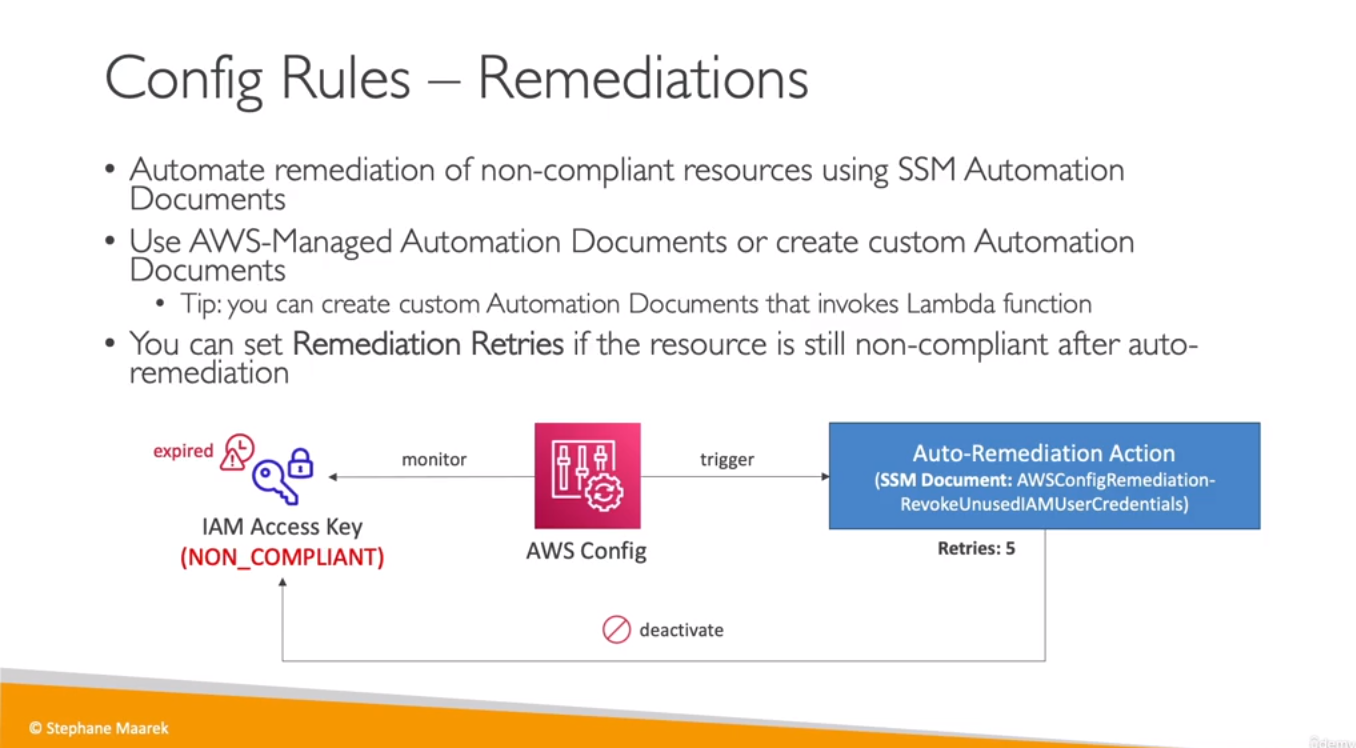 Config Rules – Remediations
• Automate remediation of non-compliant resources using SSM Automation
Documents
• Use AWS-Managed Automation Documents or create custom Automation
Documents
• Tip: you can create custom Automation Documents that invokes Lambda function
• You can set Remediation Retries if the resource is still non-compliant after auto-
remediation
expired
monitor
trigger
Auto-Remediation Action
(SSM Document: AWSConfigRemediation-
RevokeUnusedIAMUserCredentials)
IAM Access Key
(NON_COMPLIANT)
AWS Config
Retries: 5
deactivate
© Stephane Maarek
ûdemy